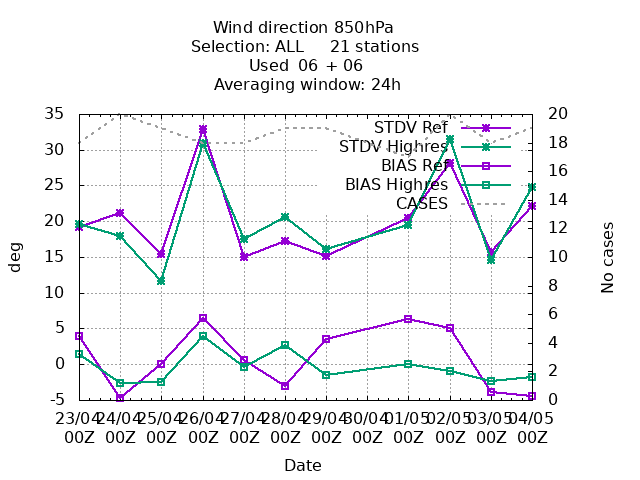 Wind direction 850hPa
Selection: ALL 21 stations
Used 06 + 06
Averaging window: 24h
35
30
25
20
15
10
5
0
-5
deg
20
18
16
14
12
10
8
6
4
2
0
No cases
STDV Ref
STDV Highres
BIAS Ref
BIAS Highres
CASES
23/04 24/04 25/04 26/04 27/04 28/04 29/04 30/04 01/05 02/05 03/05 04/05
00Z 00Z 00Z 00Z 00Z 00Z 00Z 00Z 00Z 00Z 00Z 00Z
Date